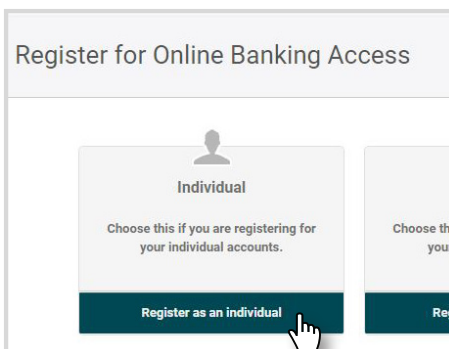 Register for Online Banking Access
Individual
Choose this if you are registering for
your individual accounts.
Register as an individual
Choose